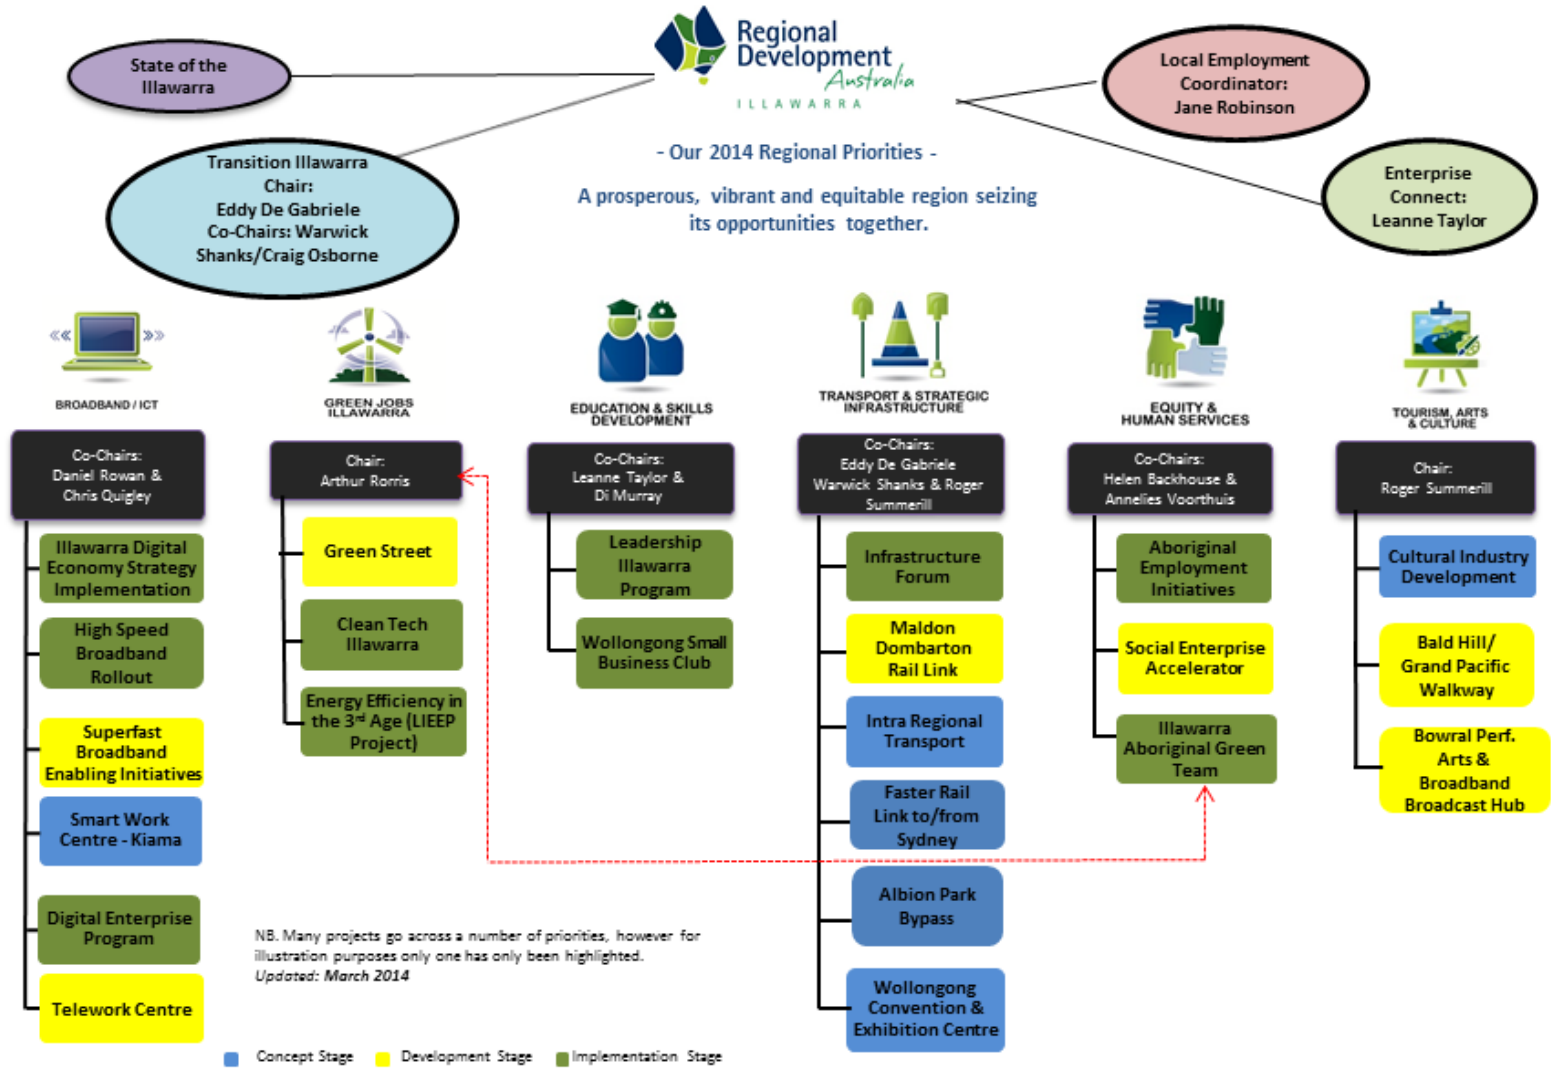 Regional
Development
Australia
ILLAWARRA
- Our 2014 Regional Priorities -
A prosperous, vibrant and equitable region seizing
its opportunities together.
State of the
Illawarra
Transition Illawarra
Chair:
Eddy De Gabriele
Co-Chairs: Warwick
Shanks/Craig Osborne
Local Employment
Coordinator:
Jane Robinson
Enterprise
Connect:
Leanne Taylor
BROADBAND / ICT
Co-Chairs:
Daniel Rowan &
Chris Quigley
Illawarra Digital
Economy Strategy
Implementation
High Speed
Broadband
Rollout
Superfast
Broadband
Enabling Initiatives
Smart Work
Centre - Kiama
Digital Enterprise
Program
Telework Centre
GREEN JOBS
ILLAWARRA
Chair:
Arthur Rorris
Green Street
Clean Tech
Illawarra
Energy Efficiency in
the 3rd Age (LIEEP
Project)
EDUCATION & SKILLS
DEVELOPMENT
Co-Chairs:
Leanne Taylor &
Di Murray
Leadership
Illawarra
Program
Wollongong Small
Business Club
TRANSPORT & STRATEGIC
INFRASTRUCTURE
Co-Chairs:
Eddy De Gabriele
Warwick Shanks & Roger
Summerill
Infrastructure
Forum
Maldon
Dombarton
Rail Link
Intra Regional
Transport
Faster Rail
Link to/from
Sydney
Albion Park
Bypass
Wollongong
Convention &
Exhibition Centre
EQUITY &
HUMAN SERVICES
Co-Chairs:
Helen Backhouse &
Annelies Voorthuis
Aboriginal
Employment
Initiatives
Social Enterprise
Accelerator
Illawarra
Aboriginal Green
Team
TOURISM, ARTS
& CULTURE
Chair:
Roger Summerill
Cultural Industry
Development
Bald Hill/
Grand Pacific
Walkway
Bowral Perf.
Arts &
Broadband
Broadcast Hub
NB. Many projects go across a number of priorities, however for
illustration purposes only one has only been highlighted.
Updated: March 2014
Concept Stage
Development Stage
Implementation Stage